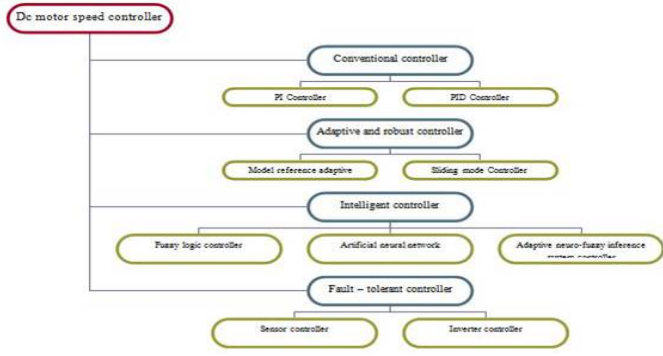 Dc motor speed controller
Conventional controller
PI Controller
PID Controller
Adaptive and robust controller
Model reference adaptive
Sliding mode Controller
Intelligent controller
Fuzzy logic controller
Artificial neural network
Adaptive neuro-fuzzy inference
system controller
Fault – tolerant controller
Sensor controller
Inverter controller